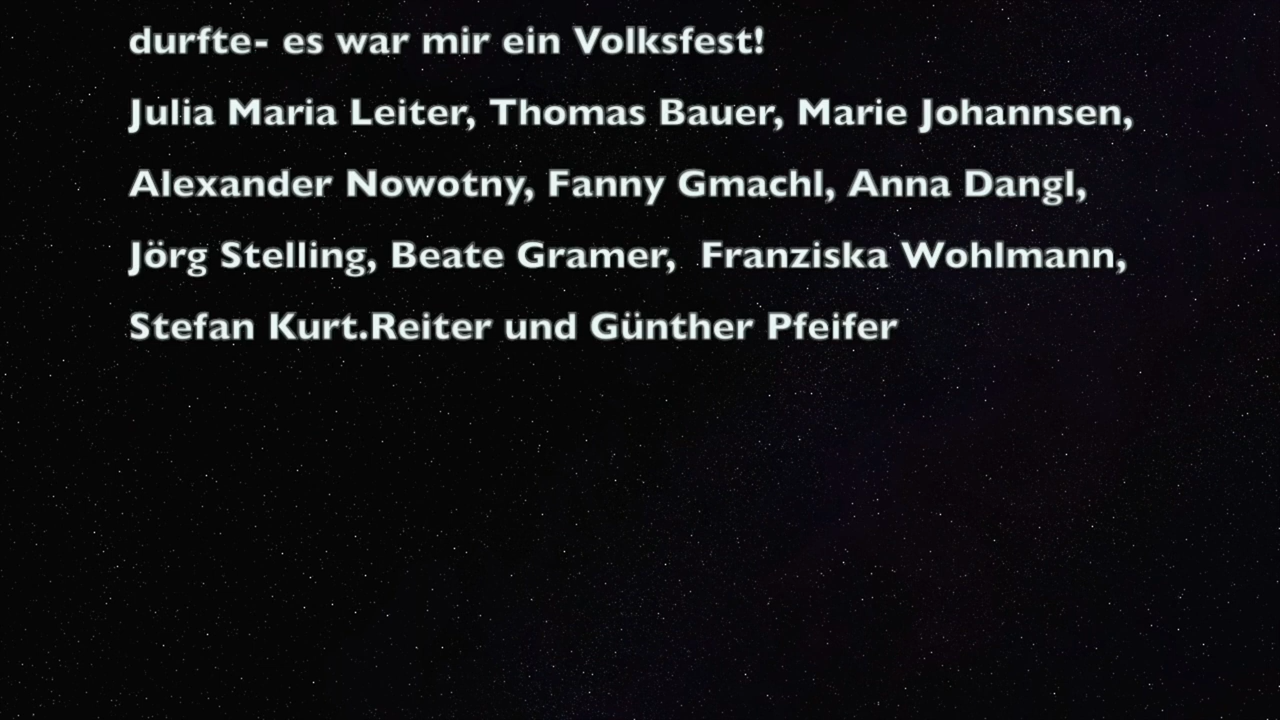 durfte- es war mir ein Volksfest!
Julia Maria Leiter, Thomas Bauer, Marie Johannsen,
Alexander Nowotny, Fanny Gmachl, Anna Dangl,
Jörg Stelling, Beate Gramer,  Franziska Wohlmann,
Stefan Kurt.Reiter und Günther Pfeifer